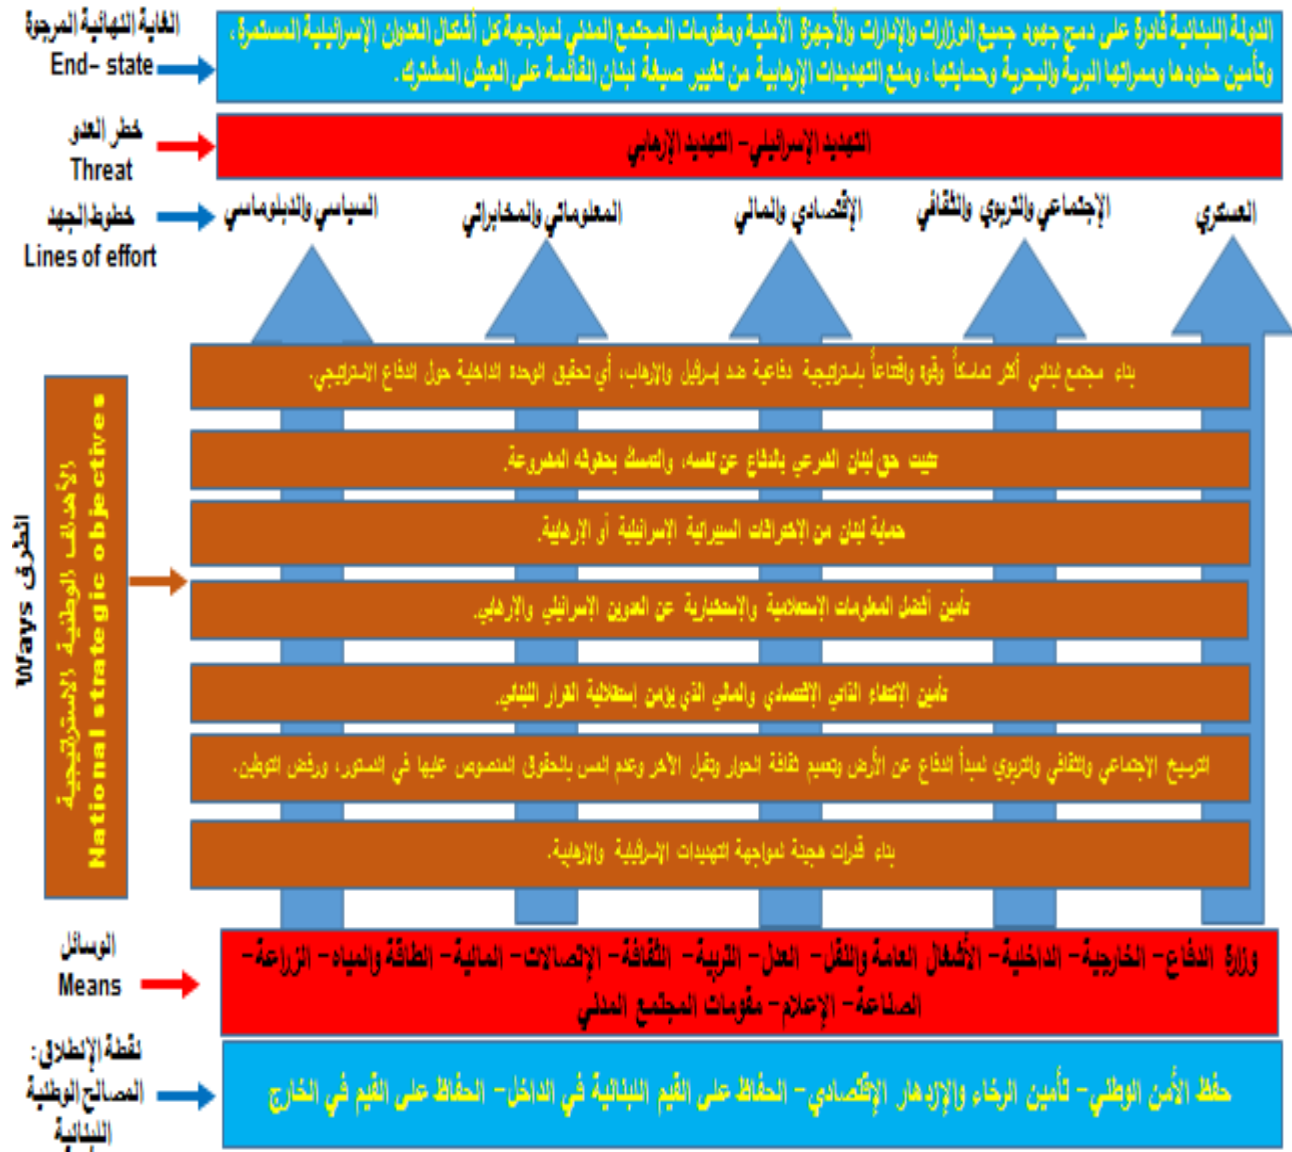 الغاية النهائية المرجوة
End- state
الدولة اللبنانية قادرة على دمج جهود جميع الوزارات والإدارات والأجهزة الأمنية ومقومات المجتمع المدني لمواجهة كل أشكال العدوان الإسرائيلية المستمرة ،
وتأمين حدودها وممراتها البرية والبحرية وحمايتها ، ومنع التهديدات الإرهابية من تغيير صيغة لبنان القائمة على العيش المشترك.
خطر العدو
Threat
التهديد الإسرائيلي- التهديد الإرهابي
خطوط الجهد
Lines of effort
العسكري
الإجتماعي والتربوي والثقافي
الإقتصادي والمالي
المعلوماتي والمخابراتي
السياسي والدبلوماسي
الطرق Ways
الأهداف الوطنية الاستراتيجية
National strategic objectives
بناء مجتمع لبناني أكثر تماسكاً وقوة واقتناعاً بإستراتيجية دفاعية ضد إسرائيل والإرهاب، أي تحقيق الوحدة الداخلية حول الدفاع الاستراتيجي.
تثبيت حق لبنان الشرعي بالدفاع عن نفسه، والتمسك بحقوقه المشروعة.
حماية لبنان من الإختراقات السيبرانية الإسرائيلية أو الإرهابية.
تأمين أفضل المعلومات الإستعلامية والإستخبارية عن العدوين الإسرائيلي والإرهابي.
تأمين الإكتفاء الذاتي الإقتصادي والمالي الذي يؤمن إستقلالية القرار اللبناني.
الترسيخ الإجتماعي والثقافي والتربوي لمبدأ الدفاع عن الأرض وتعميم ثقافة الحوار وتقبل الآخر وعدم المس بالحقوق المنصوص عليها في الدستور، ورفض التوطين.
بناء قدرات هجينة لمواجهة التهديدات الإسرائيلية والإرهابية.
الوسائل
Means
وزارة الدفاع- الخارجية- الداخلية- الأشغال العامة والنقل- العدل- التربية- الثقافة- الإتصالات- المالية- الطاقة والمياه- الزراعة-
الصناعة- الإعلام- مقومات المجتمع المدني
نقطة الإنطلاق:
المصالح الوطنية
اللبنانية
حفظ الأمن الوطني- تأمين الرخاء والإزدهار الإقتصادي- الحفاظ على القيم اللبنانية في الداخل- الحفاظ على القيم في الخارج